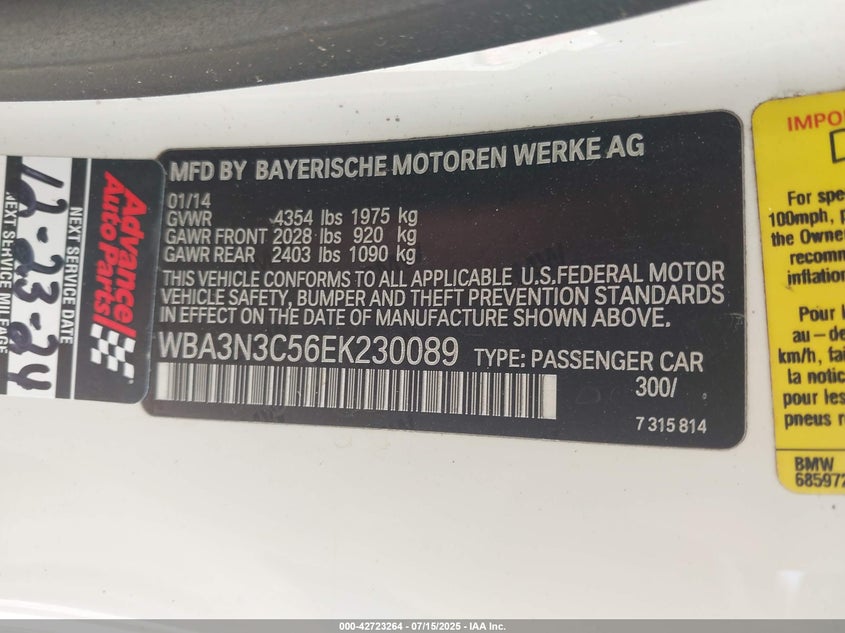 MFD BY BAYERISCHE MOTOREN WERKE AG
01/14
GVWR 4354 lbs 1975 kg
GAWR FRONT 2028 lbs 920 kg
GAWR REAR 2403 lbs 1090 kg
THIS VEHICLE CONFORMS TO ALL APPLICABLE U.S.FEDERAL MOTOR
VEHICLE SAFETY, BUMPER AND THEFT PREVENTION STANDARDS
IN EFFECT ON THE DATE OF MANUFACTURE SHOWN ABOVE.
WBA3N3C56EK230089 TYPE: PASSENGER CAR
300/
7 315 814
Advance
Auto Parts
NEXT SERVICE DATE
12-23-24
NEXT SERVICE MILEAGE
IMPO
For spe
100mph, p
the Owner
recomm
inflation
Pour l
au-de
km/h, fai
la notic
pour les
pneus r
BMW
685972
000-42723264 - 07/15/2025 - IAA Inc.